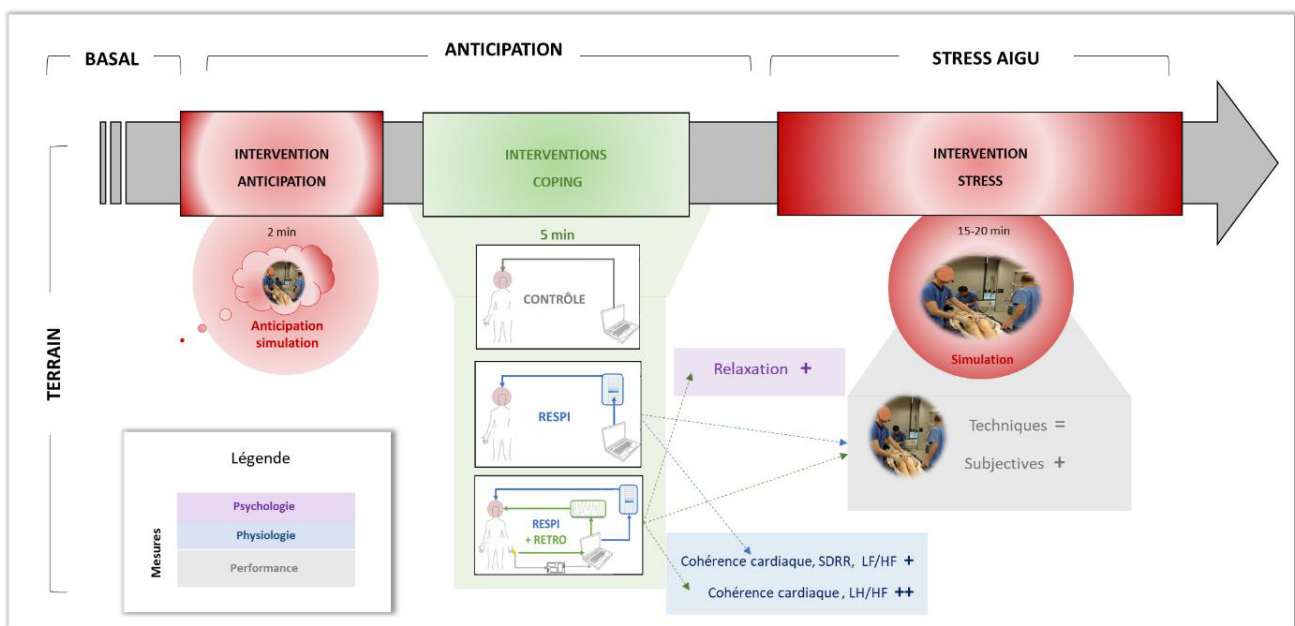 BASAL
ANTICIPATION
STRESS AIGU
INTERVENTION
ANTICIPATION
INTERVENTIONS
COPING
INTERVENTION
STRESS
TERRAIN
2 min
Anticipation
simulation
5 min
CONTRÔLE
RESPI
RESPI
+ RETRO
15-20 min
Simulation
Relaxation +
Techniques =
Subjectives +
Cohérence cardiaque, SDRR, LF/HF +
Cohérence cardiaque, LH/HF ++
Légende
Mesures
Psychologie
Physiologie
Performance